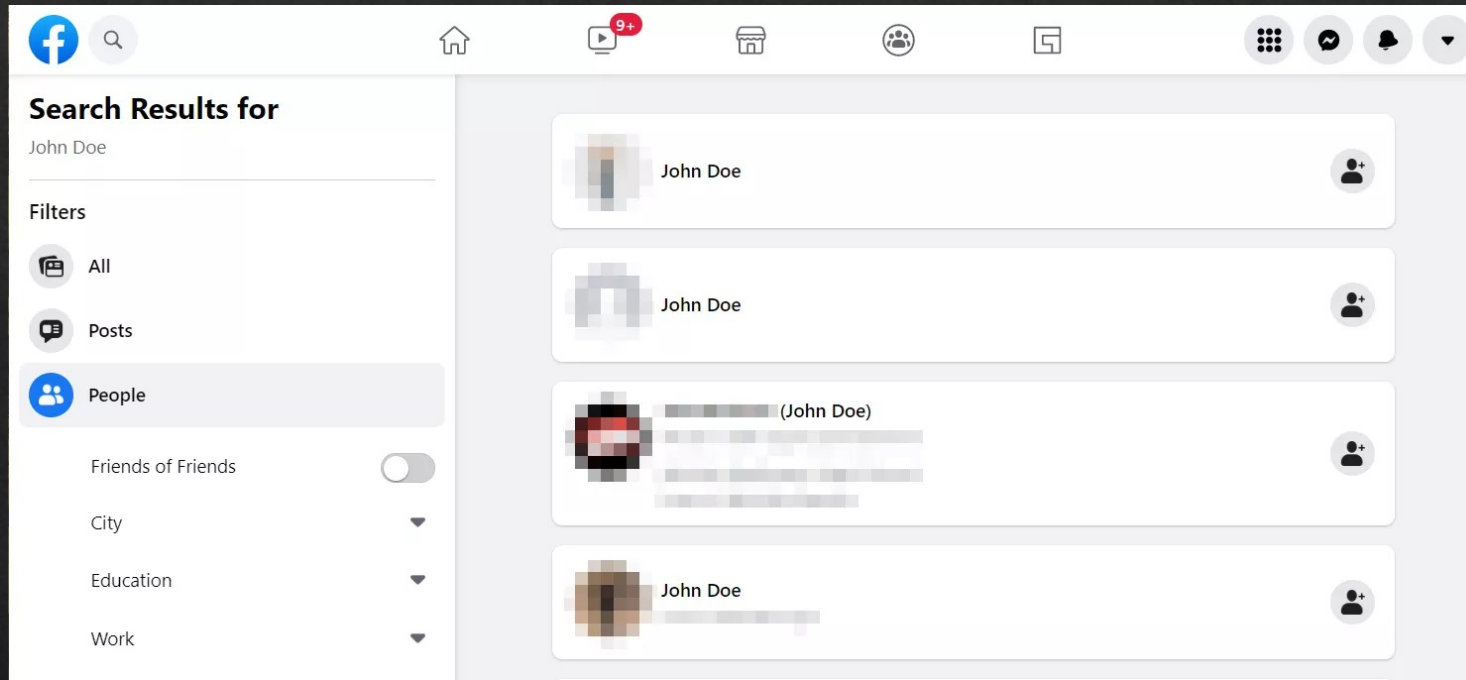 9+
Search Results for
John Doe
Filters
All
Posts
People
Friends of Friends
City
Education
Work
John Doe
John Doe
(John Doe)
John Doe